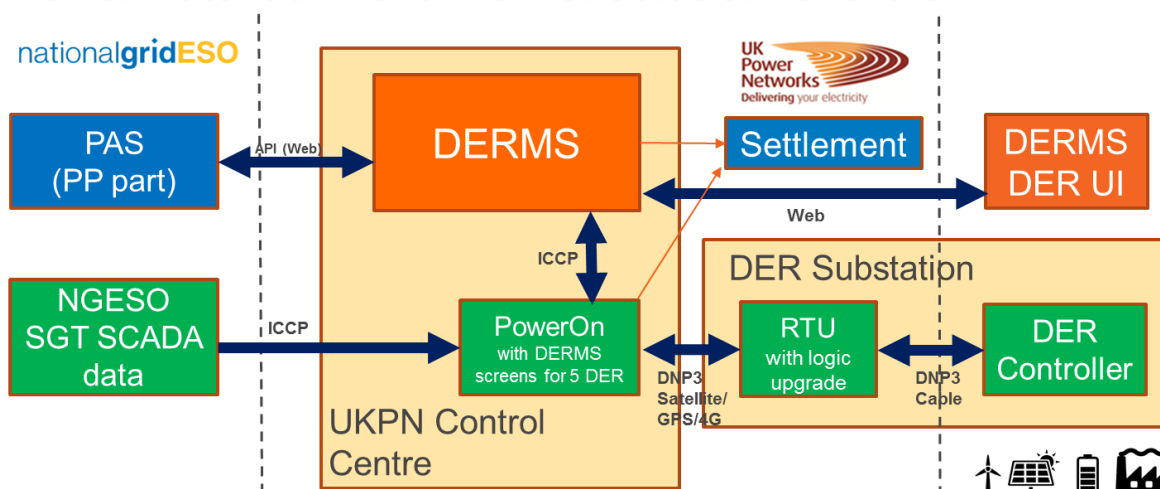 nationalgridESO
UK
Power
Networks
Delivering your electricity
PAS
(PP part)
API (Web)
DERMS
Settlement
DERMS
DER UI
Web
ICCP
DER Substation
NGESO
SGT SCADA
data
ICCP
PowerOn
with DERMS
screens for 5 DER
RTU
with logic
upgrade
DER
Controller
DNP3
Satellite/
GPS/4G
DNP3
Cable
UKPN Control
Centre